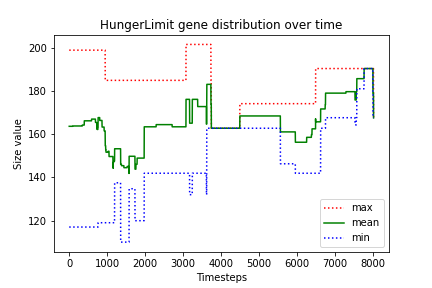 HungerLimit gene distribution over time
Size value
200
180
160
140
120
0
1000
2000
3000
4000
5000
6000
7000
8000
Timesteps
max
mean
min